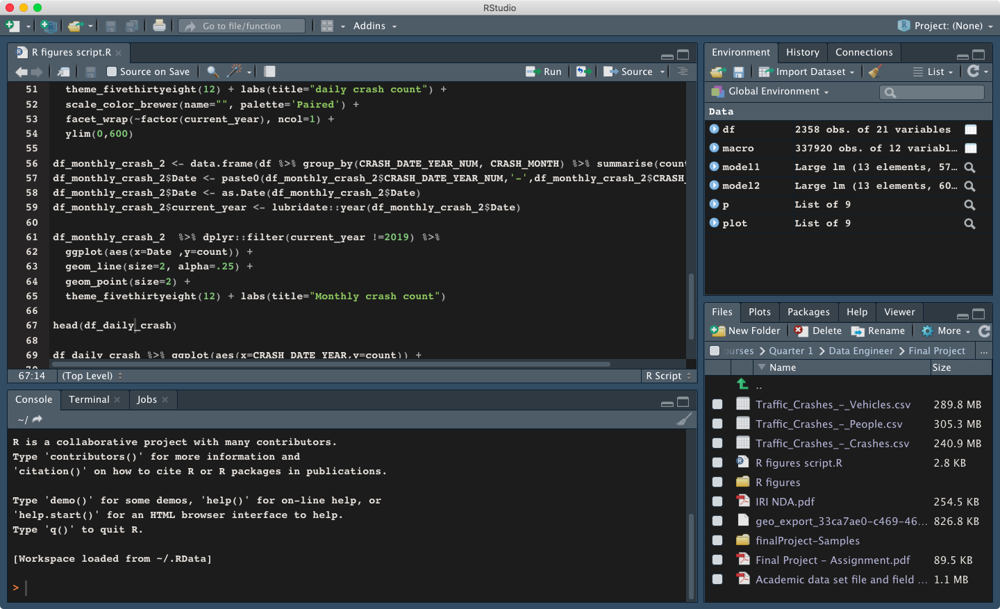 RStudio
Go to file/function
Addins
Project: (None)
R figures script.R
Source on Save
Run
Source
51 theme_fivethirtyeight(12) + labs(title="daily crash count") +
52 scale_color_brewer(name="", palette='Paired') +
53 facet_wrap(~factor(current_year), ncol=1) +
54 ylim(0,600)
55
56 df_monthly_crash_2 <- data.frame(df %>% group_by(CRASH_DATE_YEAR_NUM, CRASH_MONTH) %>% summarise(coun
57 df_monthly_crash_2$Date <- paste0(df_monthly_crash_2$CRASH_DATE_YEAR_NUM,'-',df_monthly_crash_2$CRASH_
58 df_monthly_crash_2$Date <- as.Date(df_monthly_crash_2$Date)
59 df_monthly_crash_2$current_year <- lubridate::year(df_monthly_crash_2$Date)
60
61 df_monthly_crash_2  %>% dplyr::filter(current_year !=2019) %>%
62 ggplot(aes(x=Date ,y=count)) +
63 geom_line(size=2, alpha=.25) +
64 geom_point(size=2) +
65 theme_fivethirtyeight(12) + labs(title="Monthly crash count")
66
67 head(df_daily_crash)
68
69 df_daily_crash %>% ggplot(aes(x=CRASH_DATE_YEAR,y=count)) +
70
67:14 (Top Level) R Script
Console Terminal Jobs
~/
R is a collaborative project with many contributors.
Type 'contributors()' for more information and
'citation()' on how to cite R or R packages in publications.
Type 'demo()' for some demos, 'help()' for on-line help, or
'help.start()' for an HTML browser interface to help.
Type 'q()' to quit R.
[Workspace loaded from ~/.RData]
>
Environment History Connections
Import Dataset List
Global Environment
Data
df 2358 obs. of 21 variables
macro 337920 obs. of 12 variabl…
model1 Large lm (13 elements, 57…
model2 Large lm (13 elements, 60…
p List of 9
plot List of 9
Files Plots Packages Help Viewer
New Folder Delete Rename More
ourses Quarter 1 Data Engineer Final Project ...
Name Size
..
Traffic_Crashes_-_Vehicles.csv 289.8 MB
Traffic_Crashes_-_People.csv 305.3 MB
Traffic_Crashes_-_Crashes.csv 240.9 MB
R figures script.R 2.8 KB
R figures
IRI NDA.pdf 254.5 KB
geo_export_33ca7ae0-c469-46... 826.8 KB
finalProject-Samples
Final Project - Assignment.pdf 89.5 KB
Academic data set file and field ... 1.1 MB